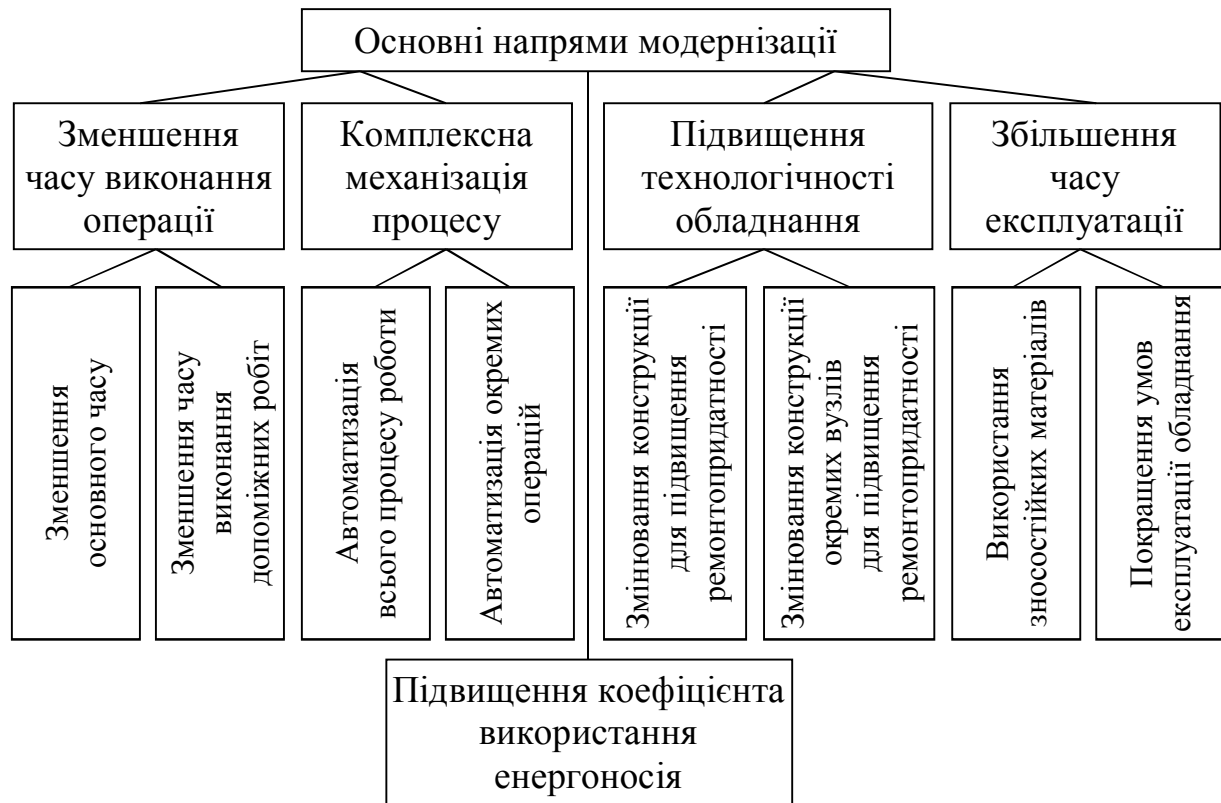 Основні напрями модернізації
Зменшення
часу виконання
операції
Комплексна
механізація
процесу
Підвищення
технологічності
обладнання
Збільшення
часу
експлуатації
Зменшення
основного часу
Зменшення часу
виконання
допоміжних робіт
Автоматизація
всього процесу роботи
Автоматизація окремих
операцій
Змінювання конструкції
для підвищення
ремонтопридатності
Змінювання конструкції
окремих вузлів
для підвищення
ремонтопридатності
Використання
зносостійких матеріалів
Покращення умов
експлуатації обладнання
Підвищення коефіцієнта
використання
енергоносія